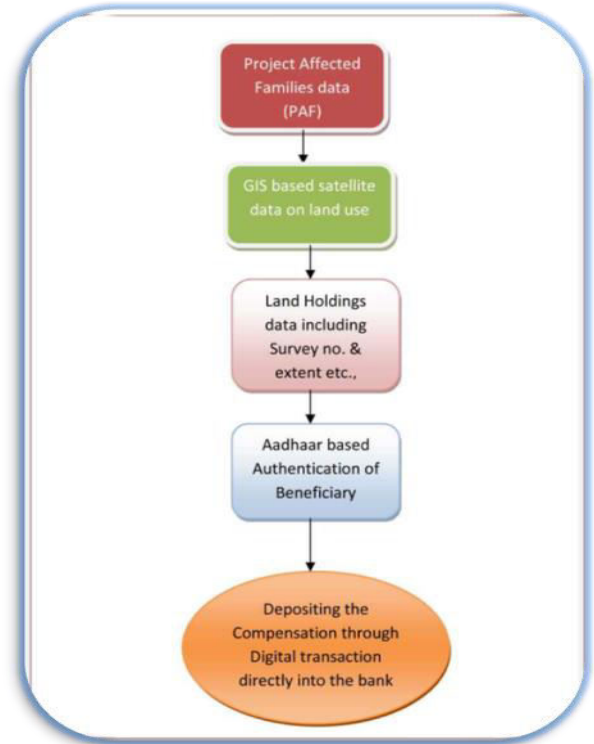 Project Affected
Families data
(PAF)
GIS based satellite
data on land use
Land Holdings
data including
Survey no. &
extent etc.,
Aadhaar based
Authentication of
Beneficiary
Depositing the
Compensation through
Digital transaction
directly into the bank